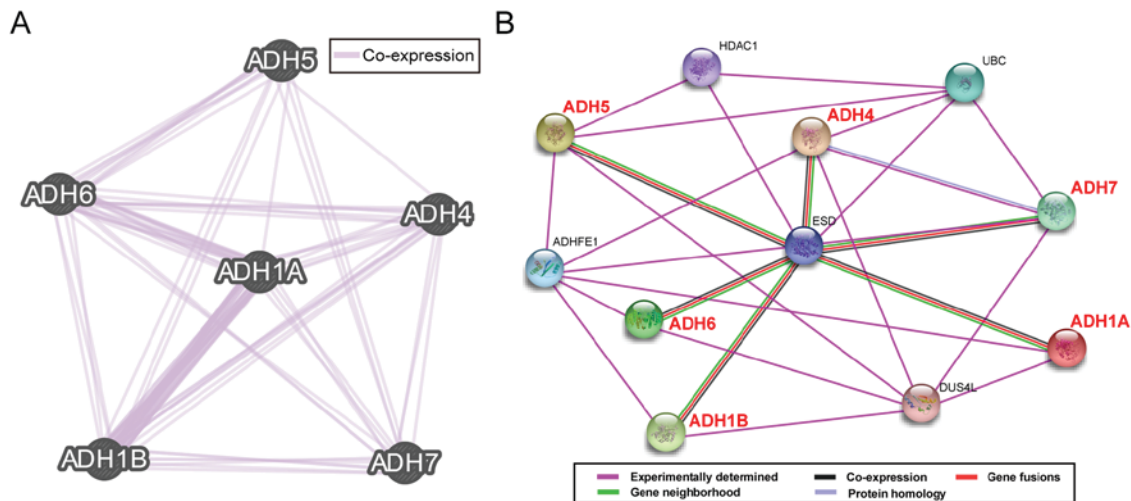 A
ADH5
Co-expression
ADH6
ADH4
ADH1A
ADH1B
ADH7
B
HDAC1
UBC
ADH5
ADH4
ADH7
ESD
ADHFE1
ADH6
ADH1A
DUS4L
ADH1B
Experimentally determined Co-expression Gene fusions
Gene neighborhood Protein homology